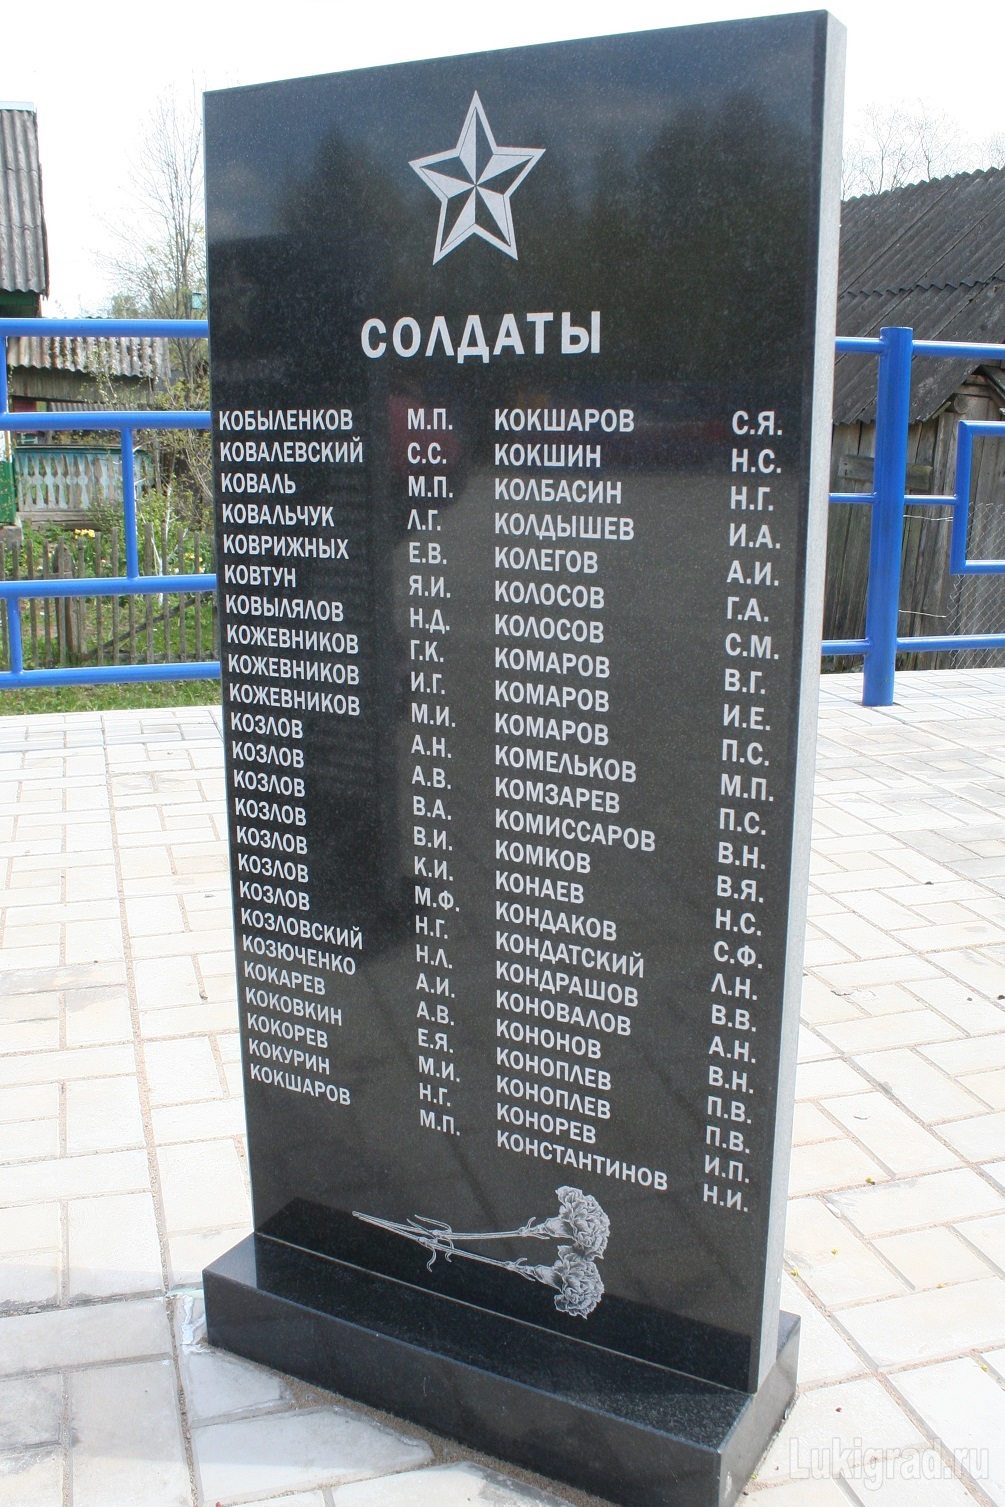 СОЛДАТЫ
КОБЫЛЕНКОВ М.П.
КОВАЛЕВСКИЙ С.С.
КОВАЛЬ М.П.
КОВАЛЬЧУК Л.Г.
КОВРИЖНЫХ Е.В.
КОВТУН Я.И.
КОВЫЛЯЛОВ Н.Д.
КОЖЕВНИКОВ Г.К.
КОЖЕВНИКОВ И.Г.
КОЖЕВНИКОВ М.И.
КОЗЛОВ А.Н.
КОЗЛОВ А.В.
КОЗЛОВ В.А.
КОЗЛОВ В.И.
КОЗЛОВ К.И.
КОЗЛОВ М.Ф.
КОЗЛОВ Н.Г.
КОЗЛОВСКИЙ Н.Л.
КОЗЮЧЕНКО А.И.
КОКАРЕВ А.В.
КОКОВКИН Е.Я.
КОКОРЕВ М.И.
КОКУРИН Н.Г.
КОКШАРОВ М.П.
КОКШАРОВ С.Я.
КОКШИН Н.С.
КОЛБАСИН Н.Г.
КОЛДЫШЕВ И.А.
КОЛЕГОВ А.И.
КОЛОСОВ Г.А.
КОЛОСОВ С.М.
КОМАРОВ В.Г.
КОМАРОВ И.Е.
КОМАРОВ П.С.
КОМЕЛЬКОВ М.П.
КОМЗАРЕВ П.С.
КОМИССАРОВ В.Н.
КОМКОВ В.Я.
КОНАЕВ Н.С.
КОНДАКОВ С.Ф.
КОНДАТСКИЙ Л.Н.
КОНДРАШОВ В.В.
КОНОВАЛОВ А.Н.
КОНОНОВ В.Н.
КОНОПЛЕВ П.В.
КОНОПЛЕВ П.В.
КОНОРЕВ И.П.
КОНСТАНТИНОВ Н.И.
Lukigrad.ru